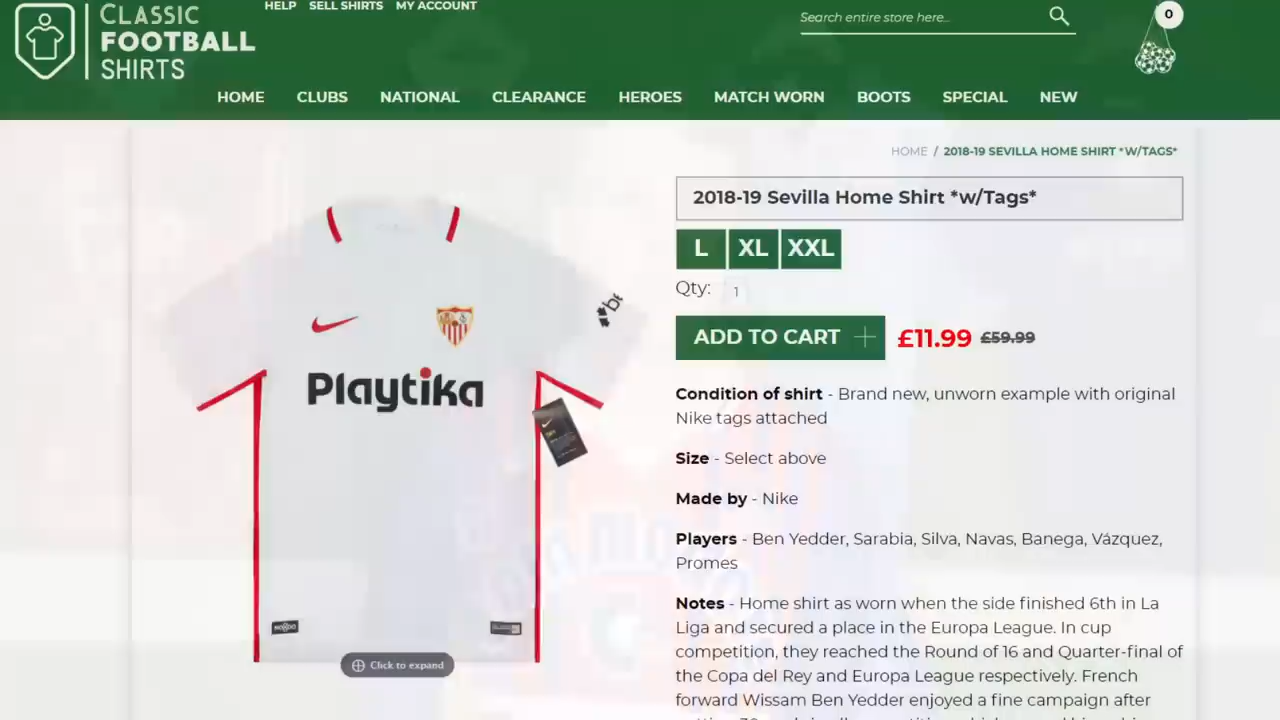 HELP SELL SHIRTS MY ACCOUNT
CLASSIC
FOOTBALL
SHIRTS
Search entire store here...
0
HOME CLUBS NATIONAL CLEARANCE HEROES MATCH WORN BOOTS SPECIAL NEW
HOME / 2018-19 SEVILLA HOME SHIRT *W/TAGS*
2018-19 Sevilla Home Shirt *w/Tags*
L XL XXL
Qty: 1
ADD TO CART £11.99 £59.99
Playtika
Condition of shirt - Brand new, unworn example with original
Nike tags attached
Size - Select above
Made by - Nike
Players - Ben Yedder, Sarabia, Silva, Navas, Banega, Vázquez,
Promes
Notes - Home shirt as worn when the side finished 6th in La
Liga and secured a place in the Europa League. In cup
competition, they reached the Round of 16 and Quarter-final of
the Copa del Rey and Europa League respectively. French
forward Wissam Ben Yedder enjoyed a fine campaign after
Click to expand